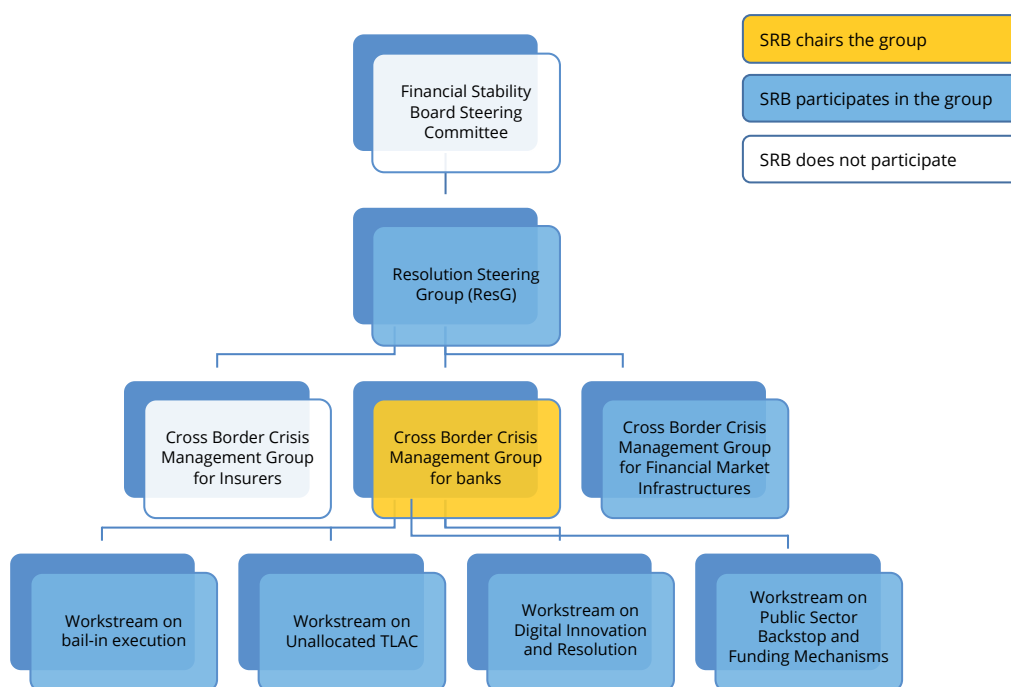 SRB chairs the group
SRB participates in the group
SRB does not participate
Financial Stability
Board Steering
Committee
Resolution Steering
Group (ResG)
Cross Border Crisis
Management Group
for Insurers
Cross Border Crisis
Management Group
for banks
Cross Border Crisis
Management Group
for Financial Market
Infrastructures
Workstream on
bail-in execution
Workstream on
Unallocated TLAC
Workstream on
Digital Innovation
and Resolution
Workstream on
Public Sector
Backstop and
Funding Mechanisms